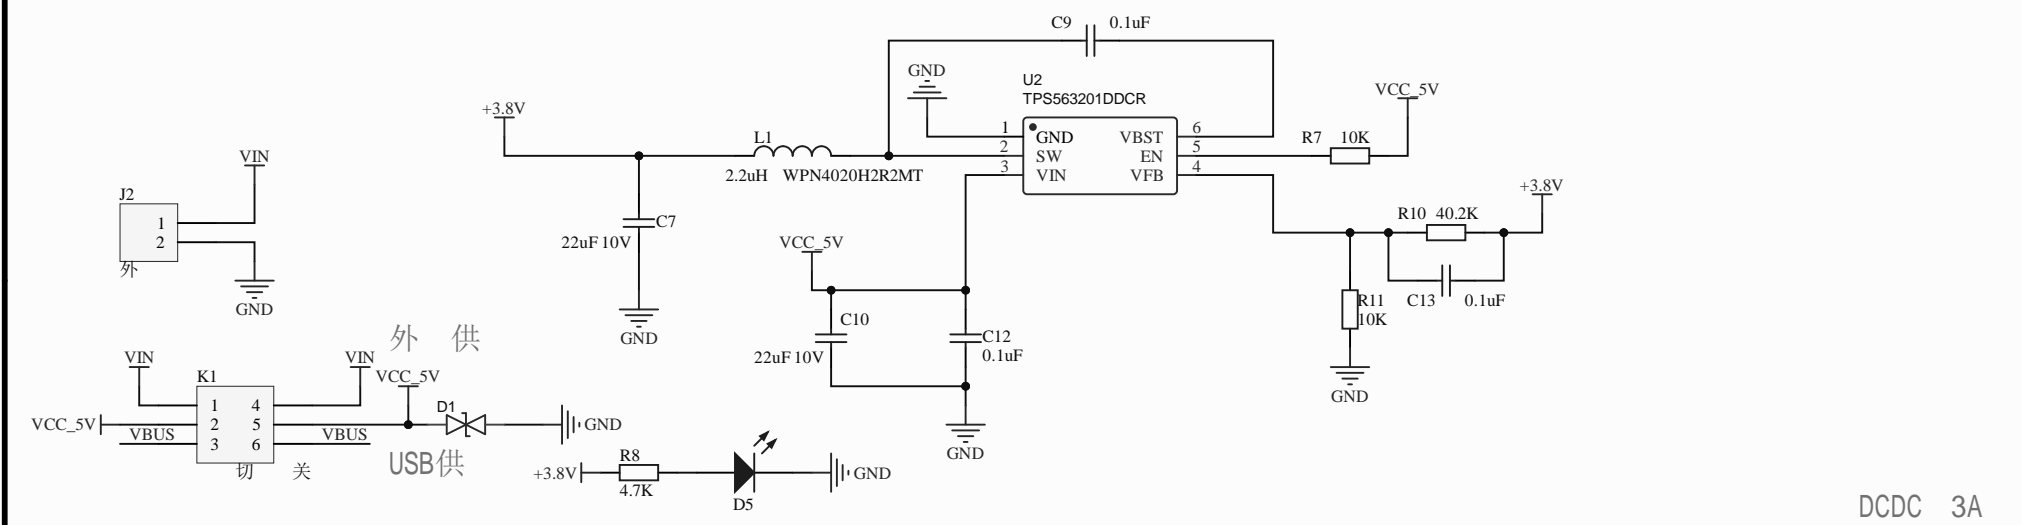 C9 0.1uF
GND
U2
TPS563201DDCR
VCC_5V
+3.8V
1 GND VBST 6
2 SW EN 5
3 VIN VFB 4
R7 10K
L1
2.2uH WPN4020H2R2MT
VIN
J2
1
2
外
GND
C7
22uF 10V
GND
VCC_5V
C10
22uF 10V
C12
0.1uF
GND
+3.8V
R10 40.2K
C13 0.1uF
R11
10K
GND
外 供
VIN
K1
VIN
VCC_5V
1 4
VCC_5V 2 5
VBUS 3 6 VBUS
切 关
D1
GND
USB供
+3.8V
R8
4.7K
D5
GND
DCDC 3A